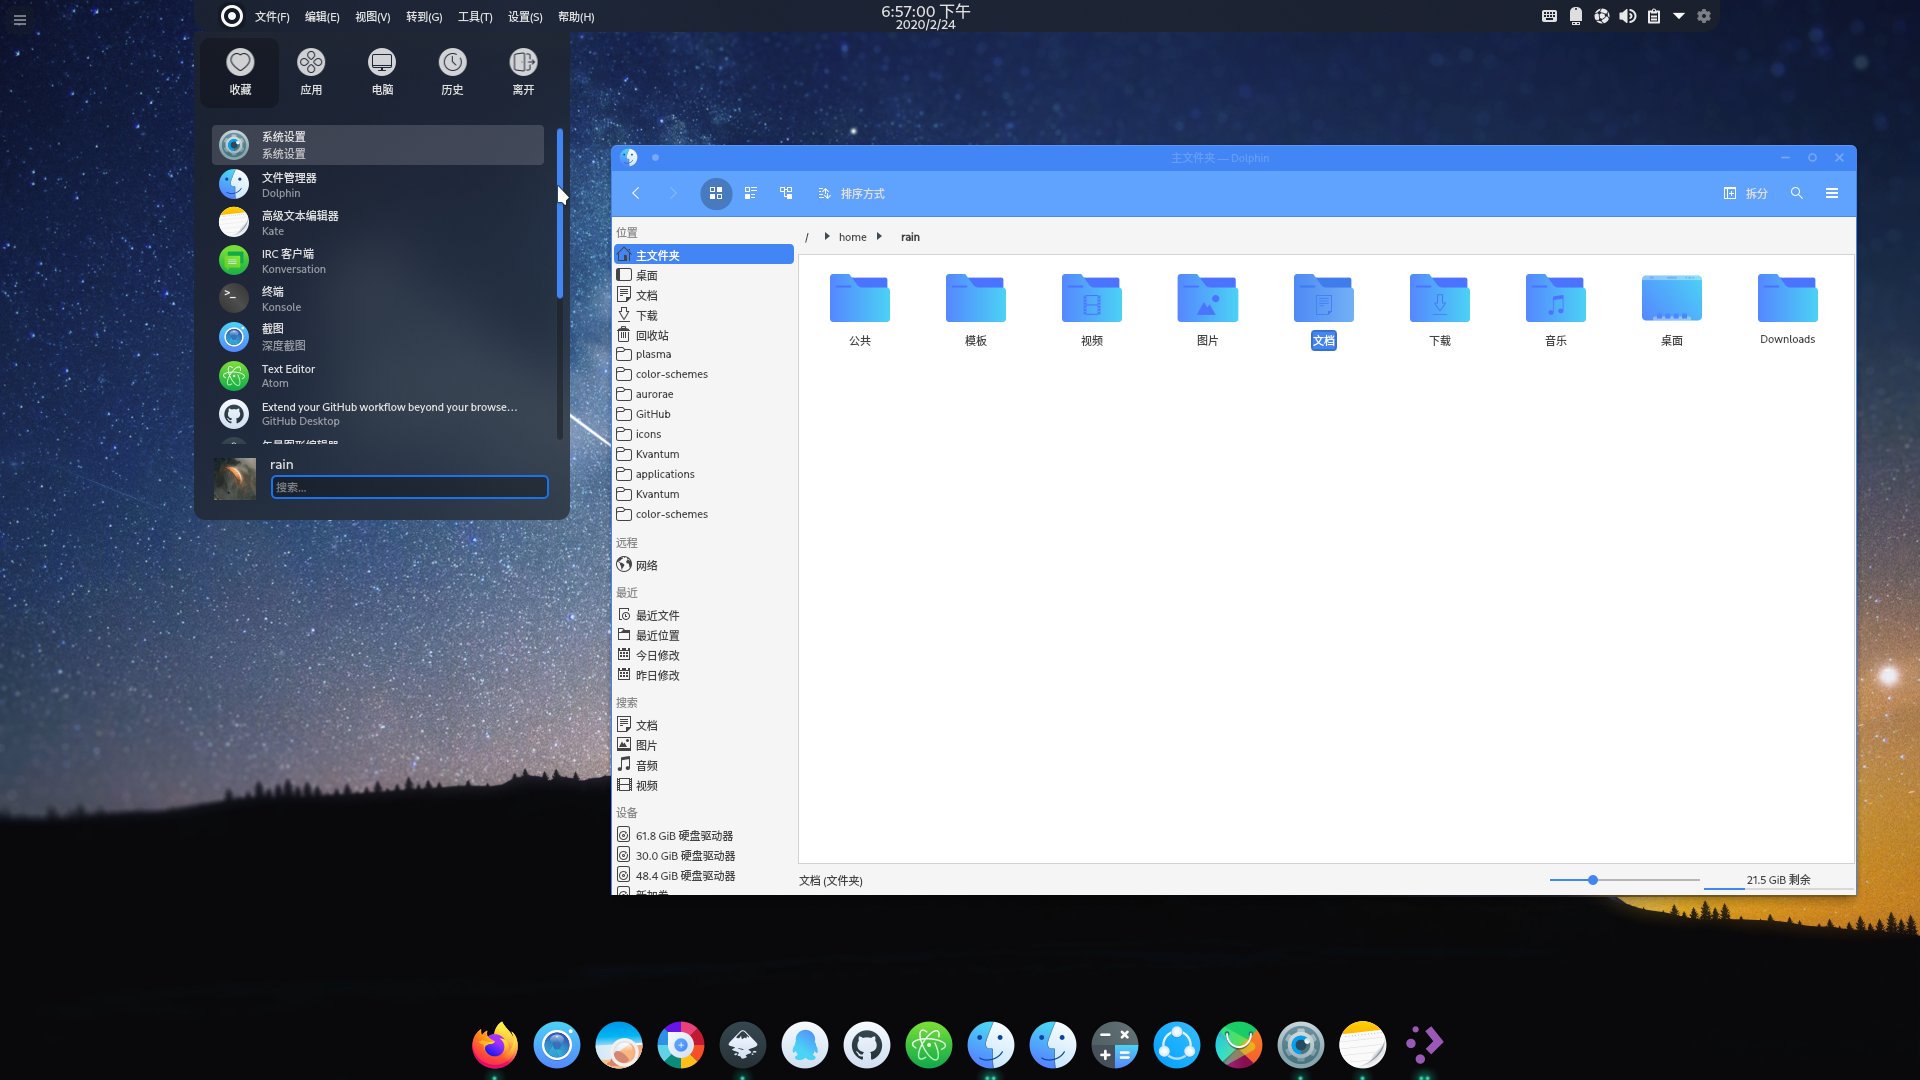 文件(F) 编辑(E) 视图(V) 转到(G) 工具(T) 设置(S) 帮助(H)
6:57:00 下午
2020/2/24
收藏 应用 电脑 历史 离开
系统设置
系统设置
文件管理器
Dolphin
高级文本编辑器
Kate
IRC 客户端
Konversation
终端
Konsole
截图
深度截图
Text Editor
Atom
Extend your GitHub workflow beyond your browse...
GitHub Desktop
rain
搜索...
主文件夹 — Dolphin
排序方式
拆分
/ home rain
位置
主文件夹
桌面
文档
下载
回收站
plasma
color-schemes
aurorae
GitHub
icons
Kvantum
applications
Kvantum
color-schemes
远程
网络
最近
最近文件
最近位置
今日修改
昨日修改
搜索
文档
图片
音频
视频
设备
61.8 GiB 硬盘驱动器
30.0 GiB 硬盘驱动器
48.4 GiB 硬盘驱动器
公共 模板 视频 图片 文档 下载 音乐 桌面 Downloads
文档 (文件夹)
21.5 GiB 剩余